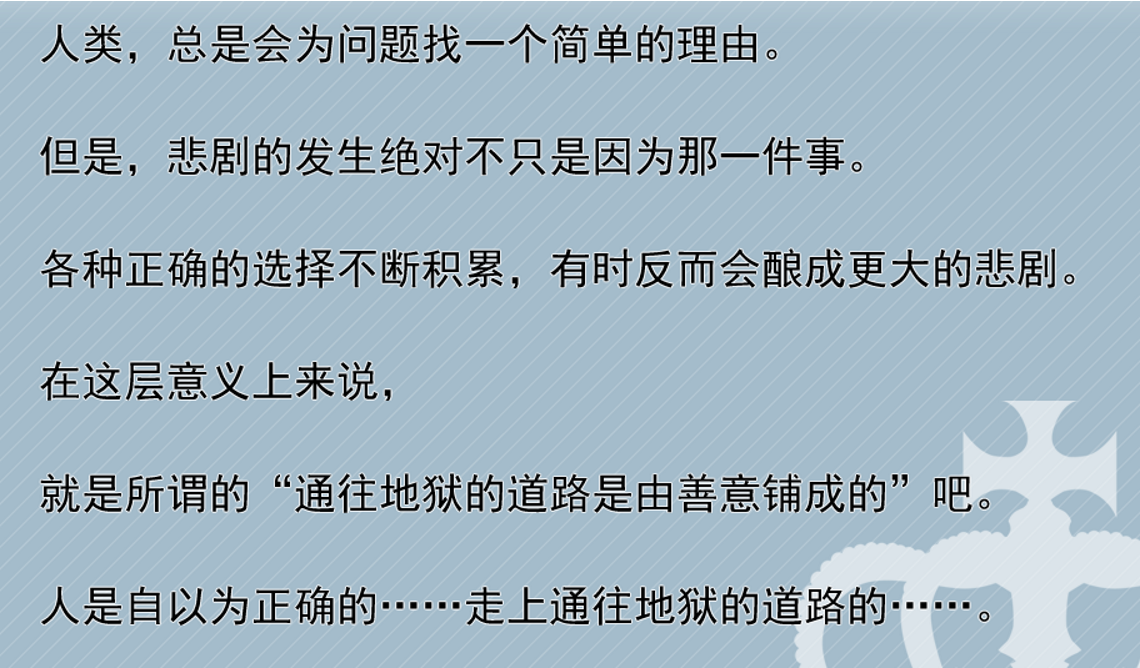 人类，总是会为问题找一个简单的理由。
但是，悲剧的发生绝对不只是因为那一件事。
各种正确的选择不断积累，有时反而会酿成更大的悲剧。
在这层意义上来说，
就是所谓的“通往地狱的道路是由善意铺成的”吧。
人是自以为正确的……走上通往地狱的道路的……。